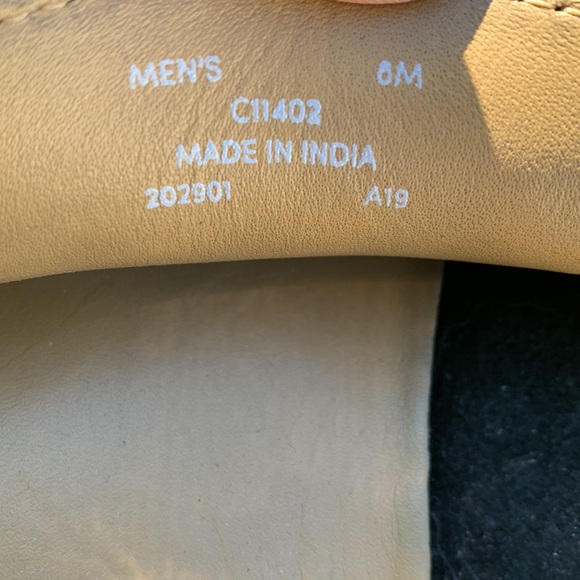 MEN'S 8M
C11402
MADE IN INDIA
202901 A19